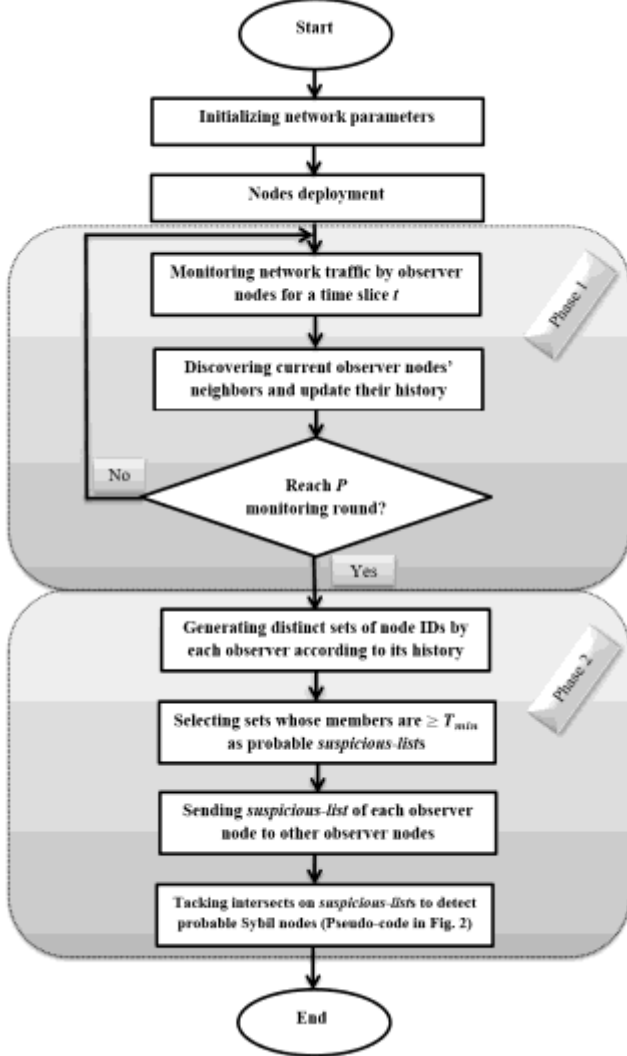 Start
Initializing network parameters
Nodes deployment
Monitoring network traffic by observer
nodes for a time slice t
Phase 1
Discovering current observer nodes'
neighbors and update their history
No
Reach P
monitoring round?
Yes
Generating distinct sets of node IDs by
each observer according to its history
Phase 2
Selecting sets whose members are ≥ Tmin
as probable suspicious-lists
Sending suspicious-list of each observer
node to other observer nodes
Tacking intersects on suspicious-lists to detect
probable Sybil nodes (Pseudo-code in Fig. 2)
End